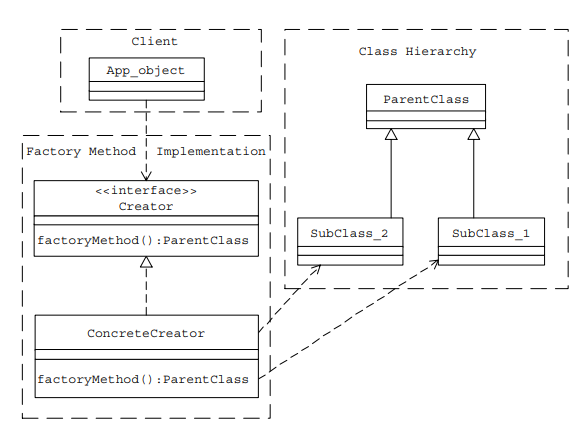 Client
App_object
Class Hierarchy
ParentClass
Factory Method Implementation
<<interface>>
Creator
factoryMethod():ParentClass
SubClass_2
SubClass_1
ConcreteCreator
factoryMethod():ParentClass